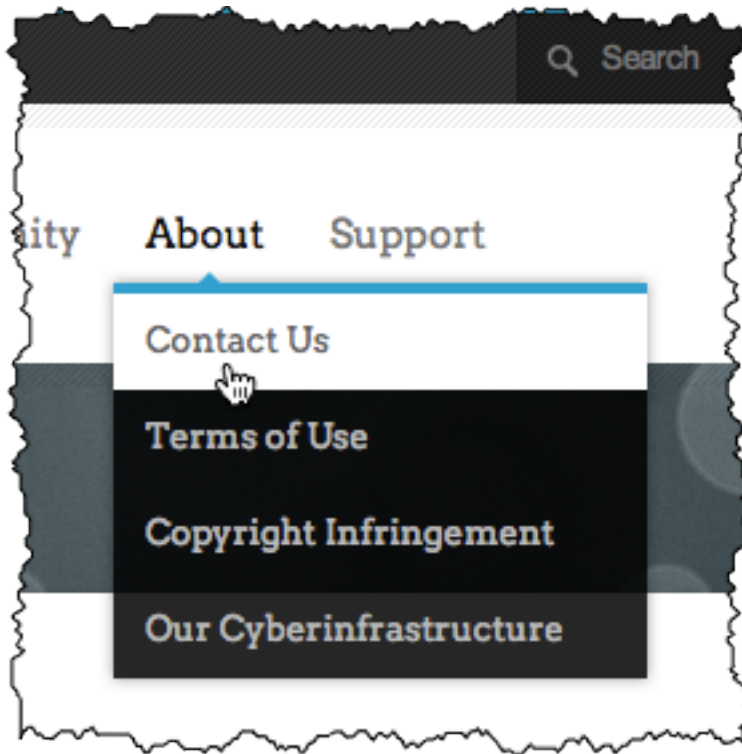 Search
About Support
Contact Us
Terms of Use
Copyright Infringement
Our Cyberinfrastructure